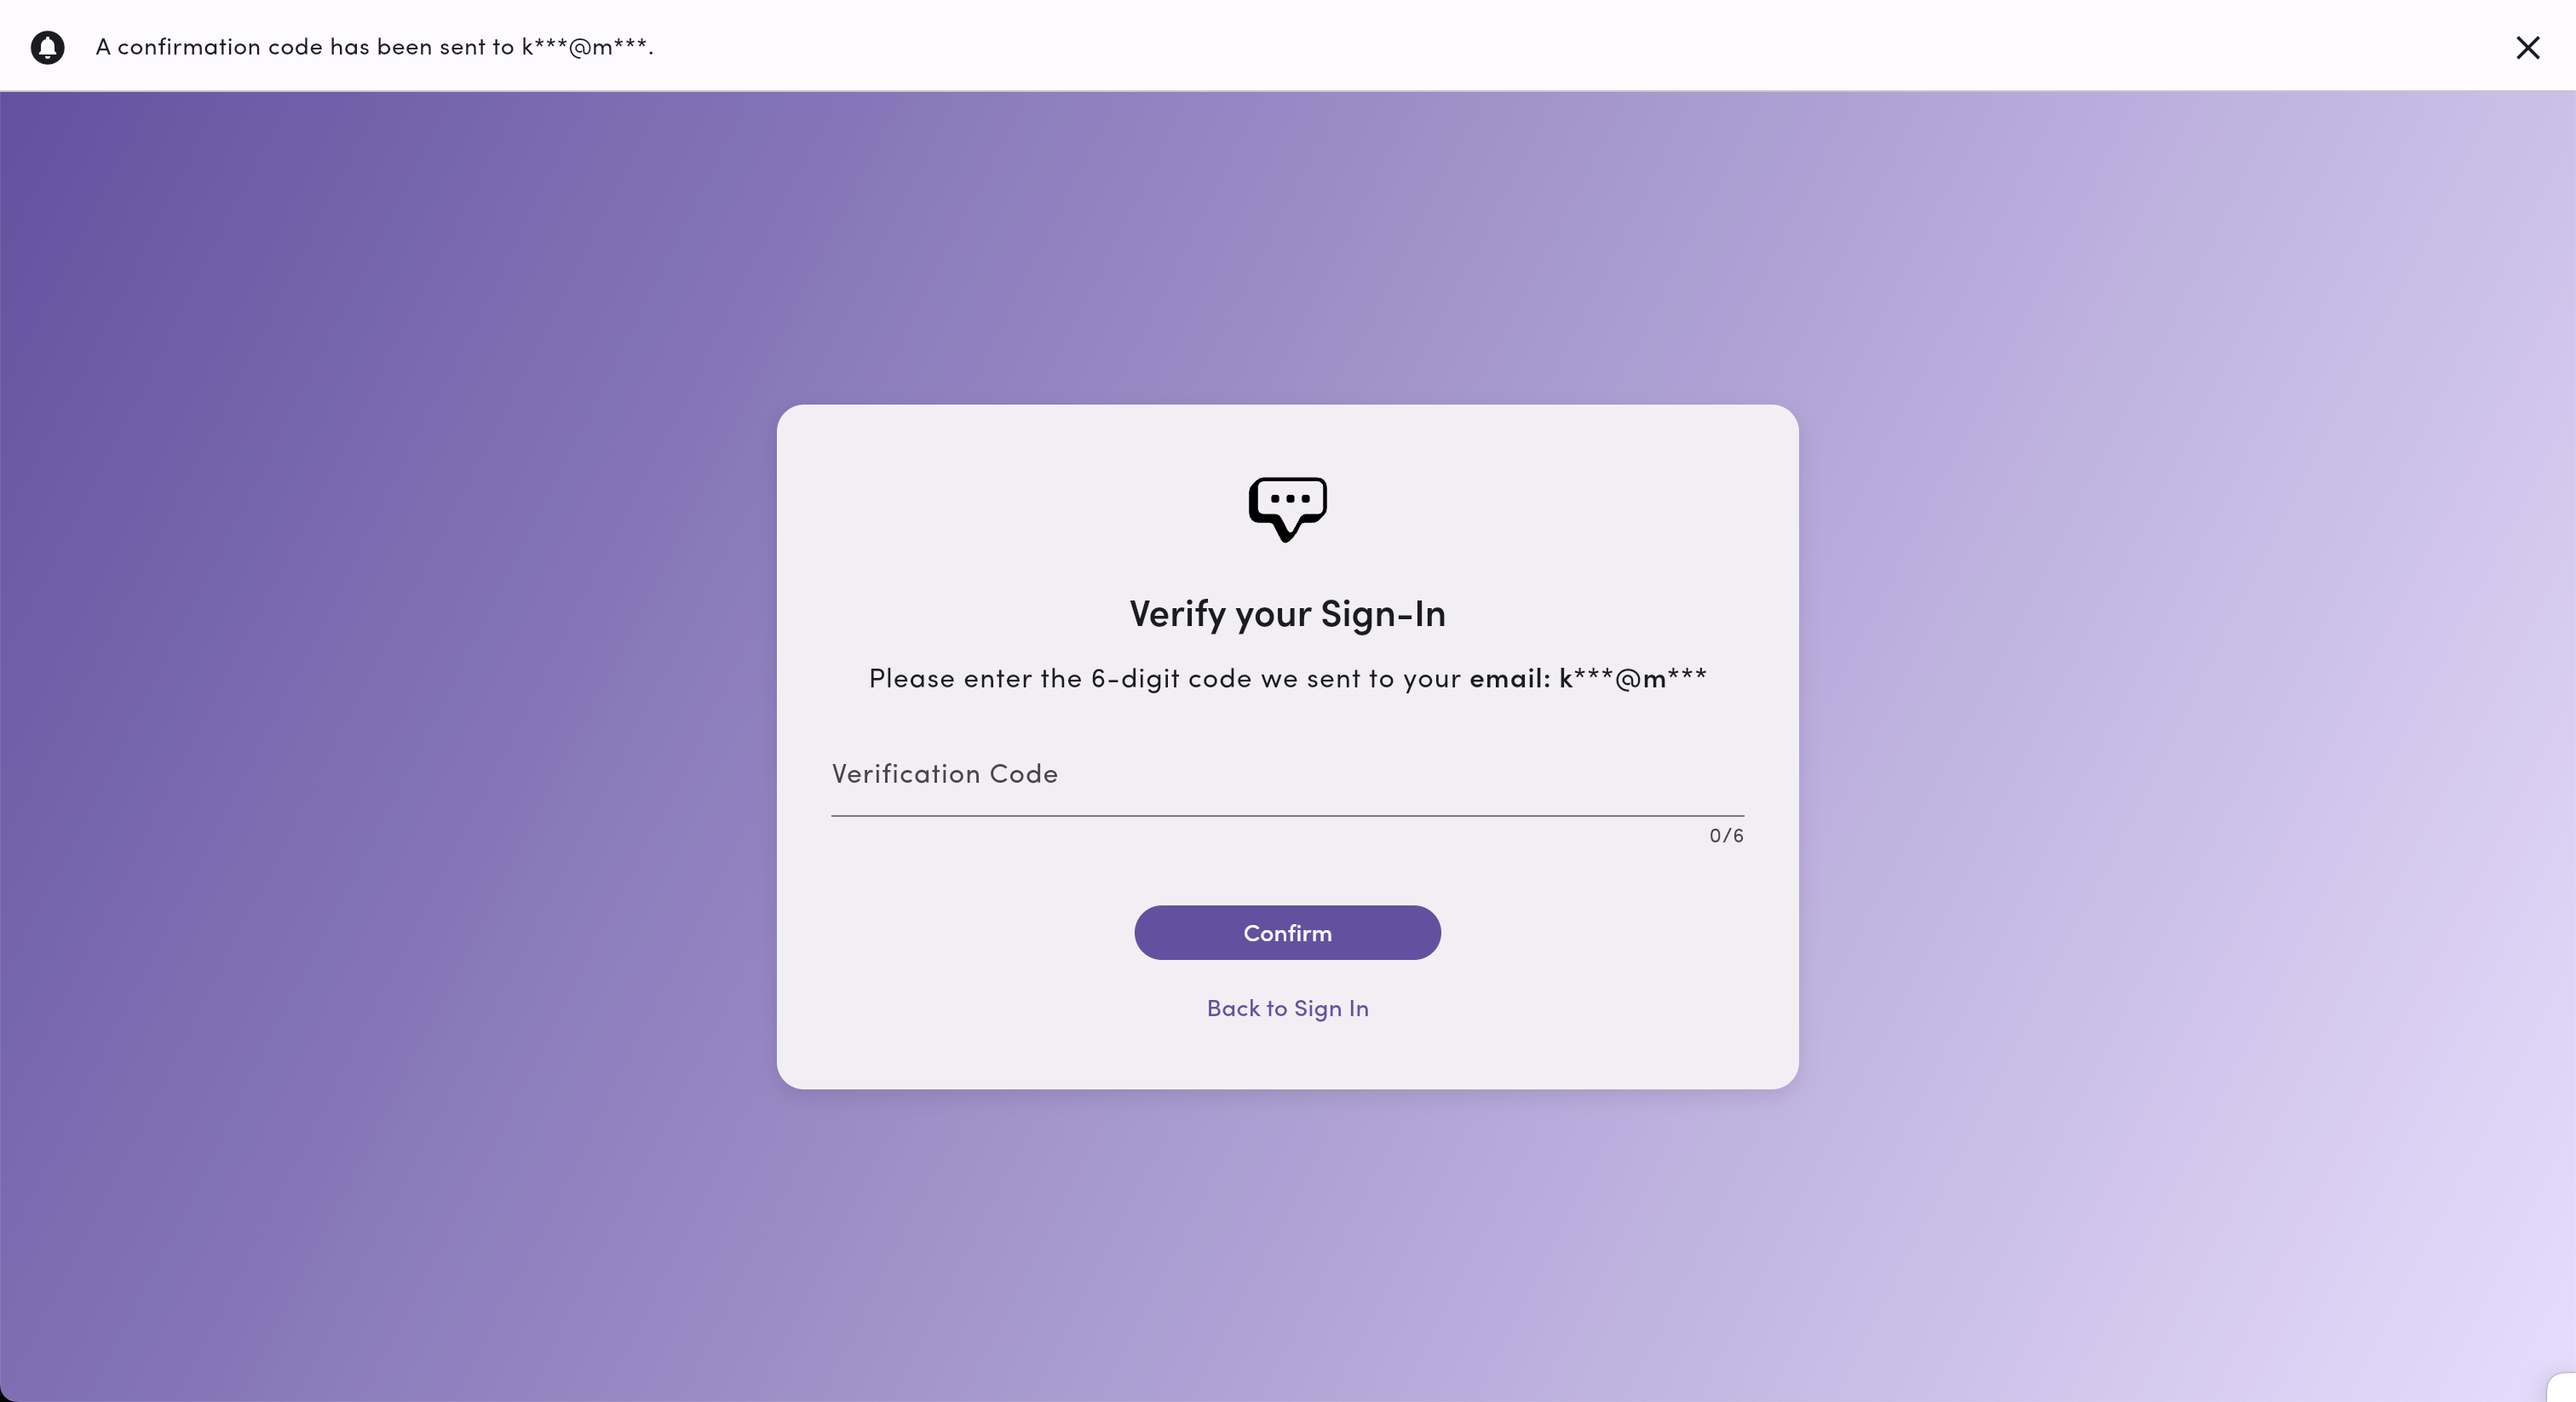 A confirmation code has been sent to k***@m***.
Verify your Sign-In
Please enter the 6-digit code we sent to your email: k***@m***
Verification Code
0/6
Confirm
Back to Sign In